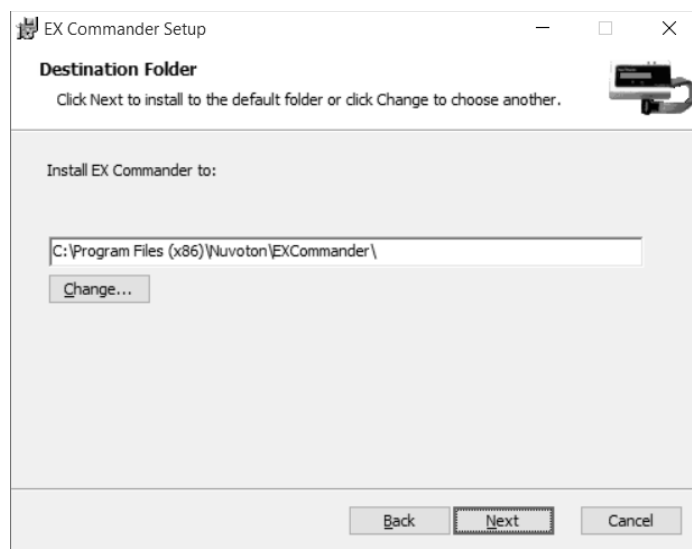 EX Commander Setup
Destination Folder
Click Next to install to the default folder or click Change to choose another.
Install EX Commander to:
C:\Program Files (x86)\Nuvoton\EXCommander\
Change...
Back Next Cancel